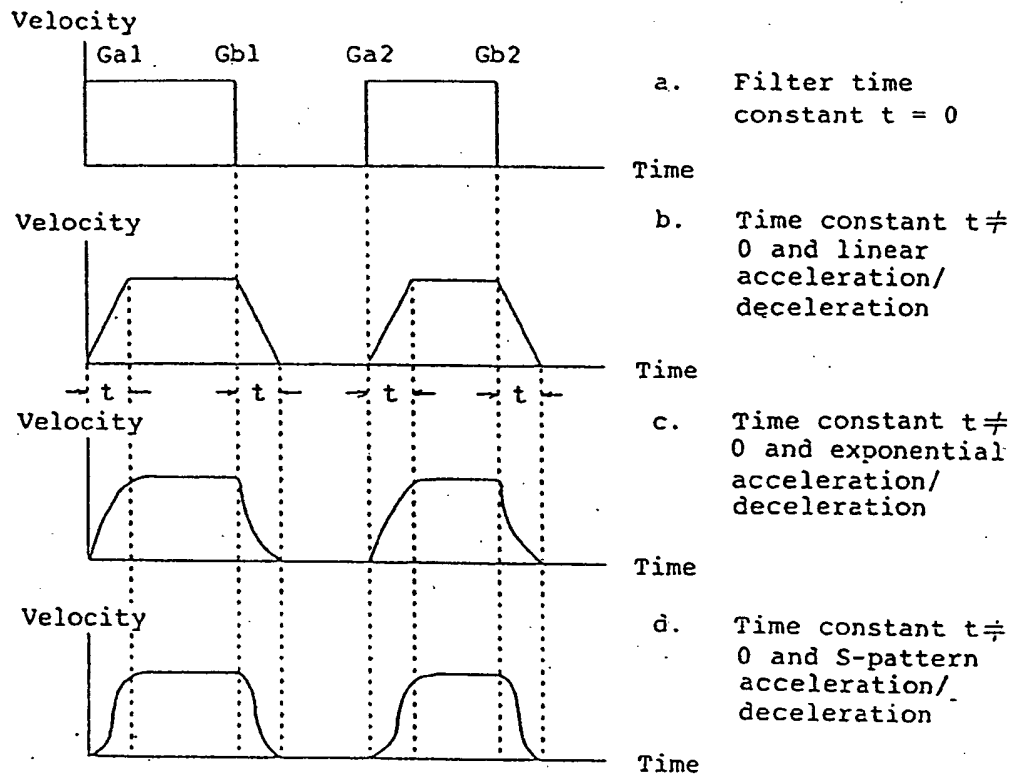 Velocity
Ga1 Gb1 Ga2 Gb2
a. Filter time
constant t = 0
Time
Velocity
b. Time constant t ≠
0 and linear
acceleration/
deceleration
Time
t t t t
Velocity
c. Time constant t ≠
0 and exponential
acceleration/
deceleration
Time
Velocity
d. Time constant t ≠
0 and S-pattern
acceleration/
deceleration
Time